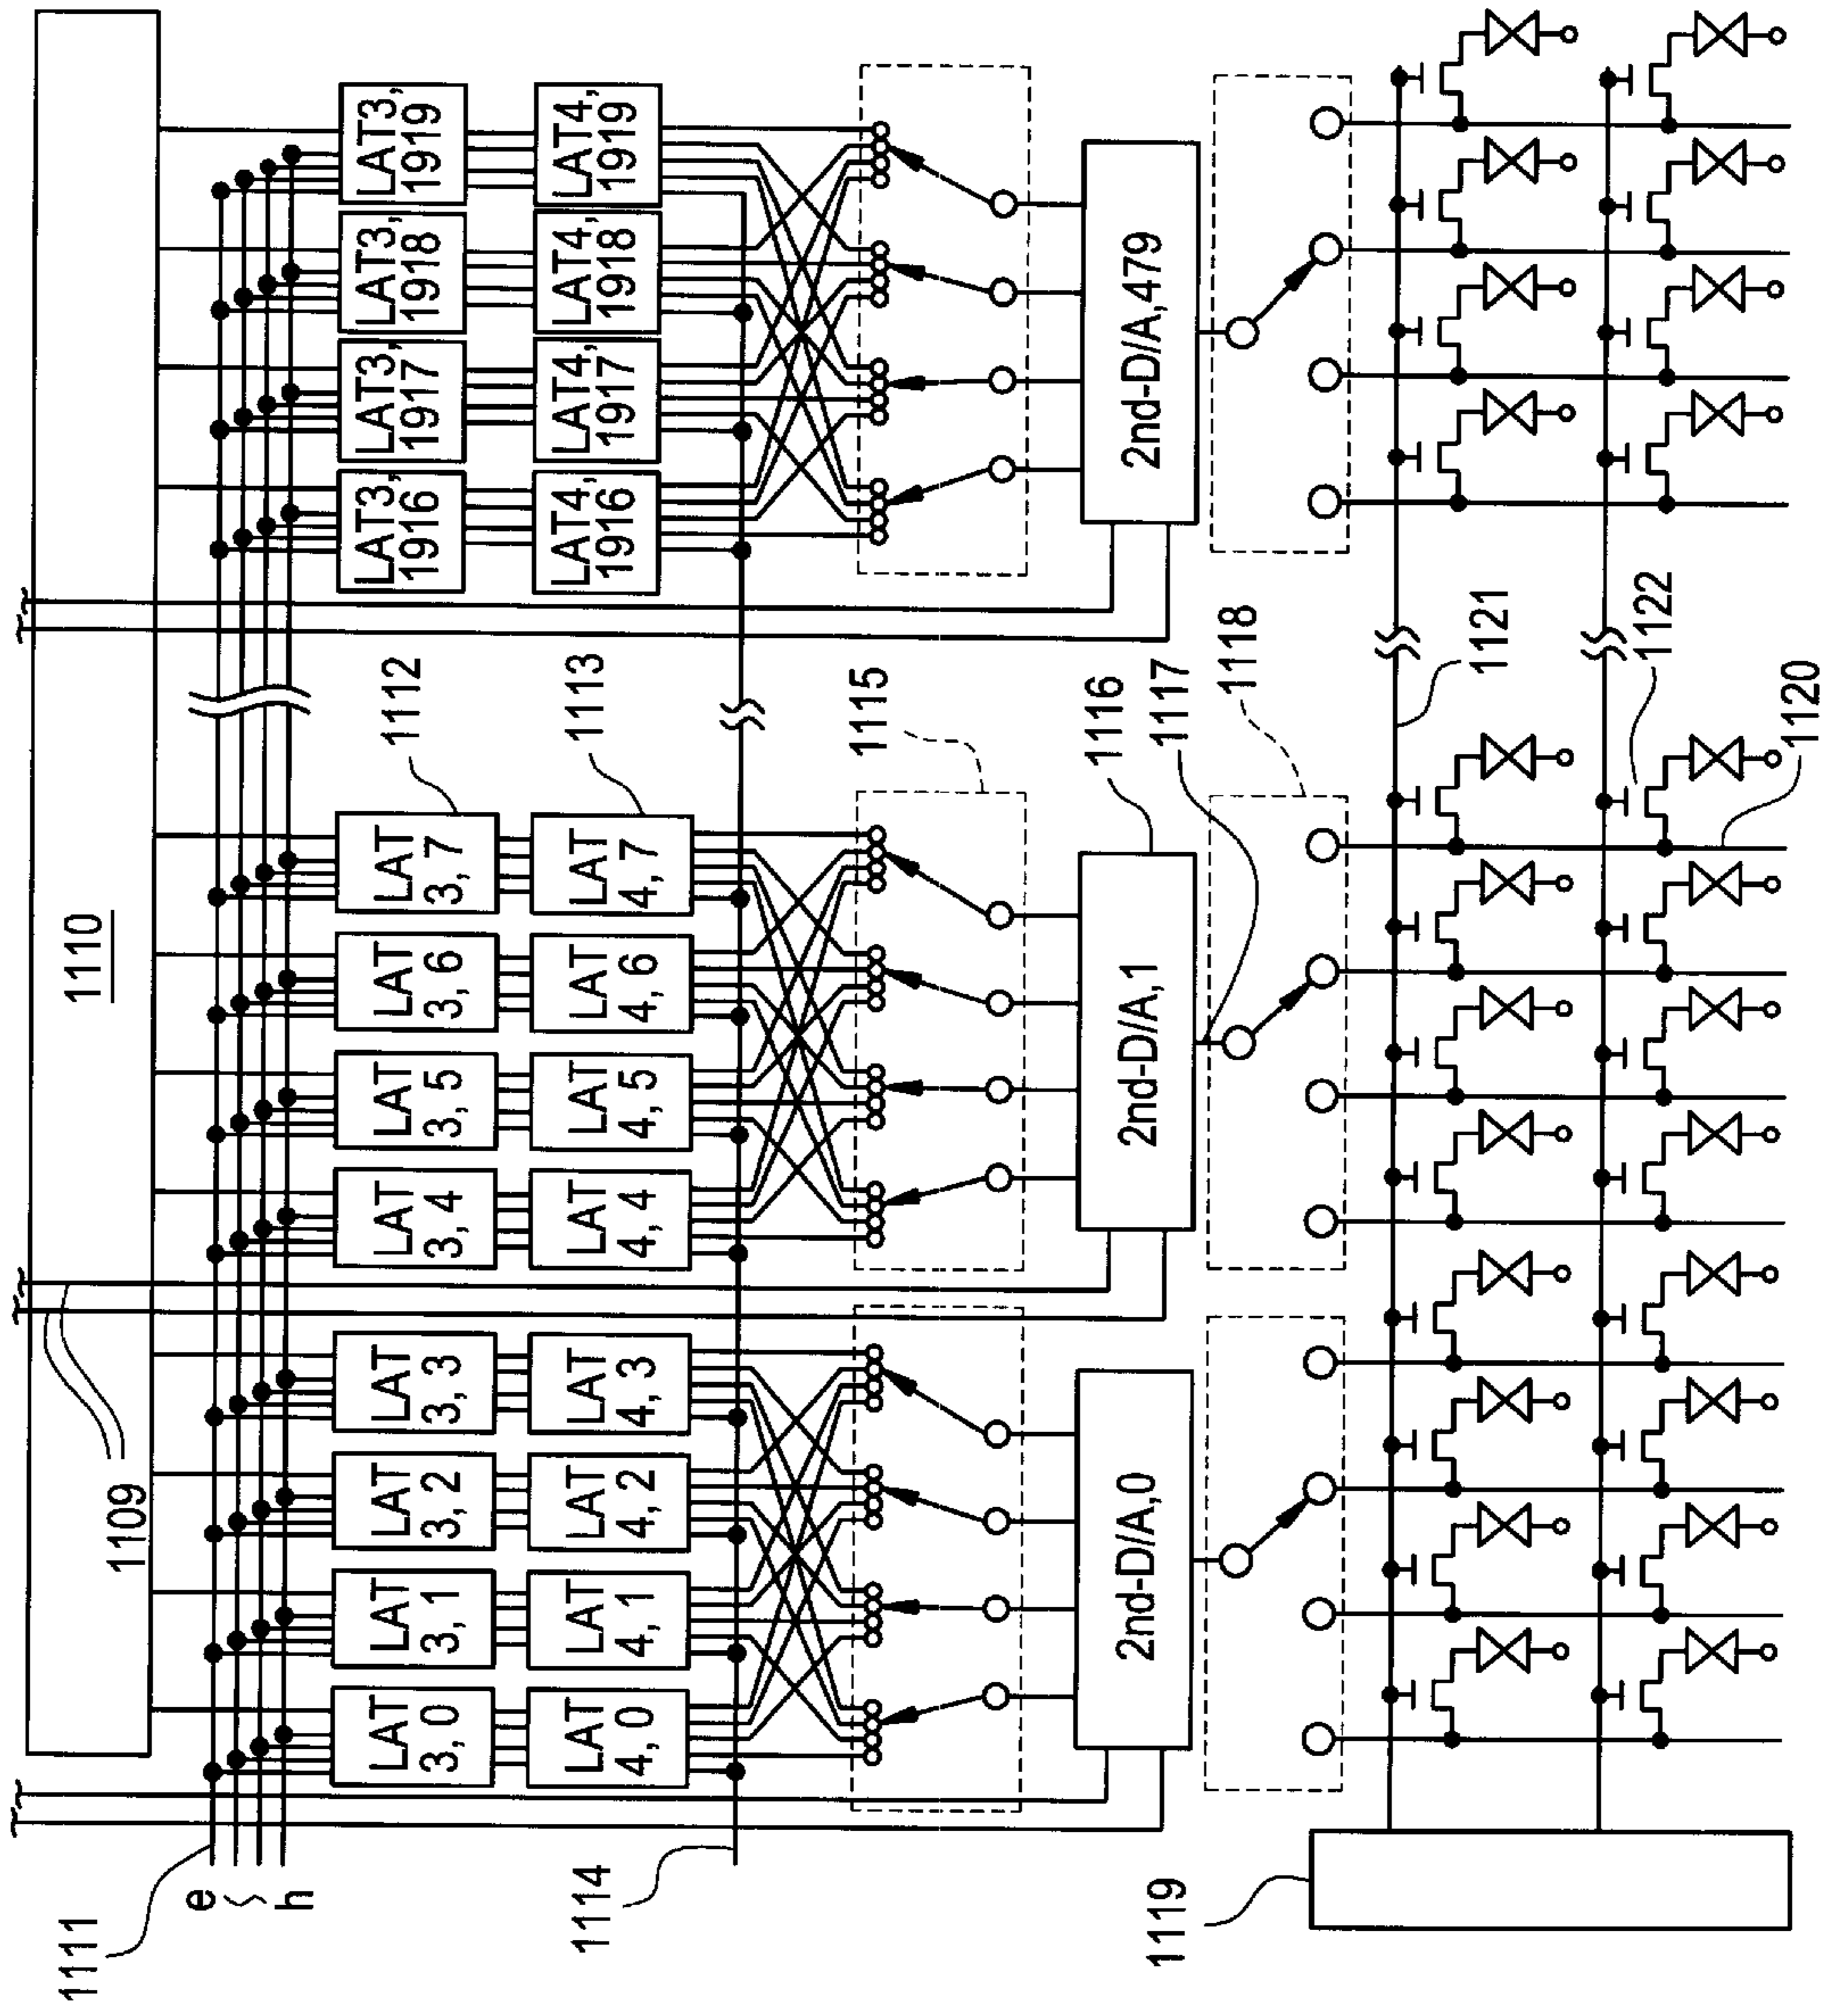 1110
1109
1111
e
h
LAT
3, 0
LAT
3, 1
LAT
3, 2
LAT
3, 3
LAT
3, 4
LAT
3, 5
LAT
3, 6
LAT
3, 7
1112
LAT3,
1916
LAT3,
1917
LAT3,
1918
LAT3,
1919
LAT
4, 0
LAT
4, 1
LAT
4, 2
LAT
4, 3
LAT
4, 4
LAT
4, 5
LAT
4, 6
LAT
4, 7
1113
LAT4,
1916
LAT4,
1917
LAT4,
1918
LAT4,
1919
1114
1115
2nd-D/A,0
2nd-D/A,1
1116
2nd-D/A,479
1117
1118
1119
1121
1122
1120